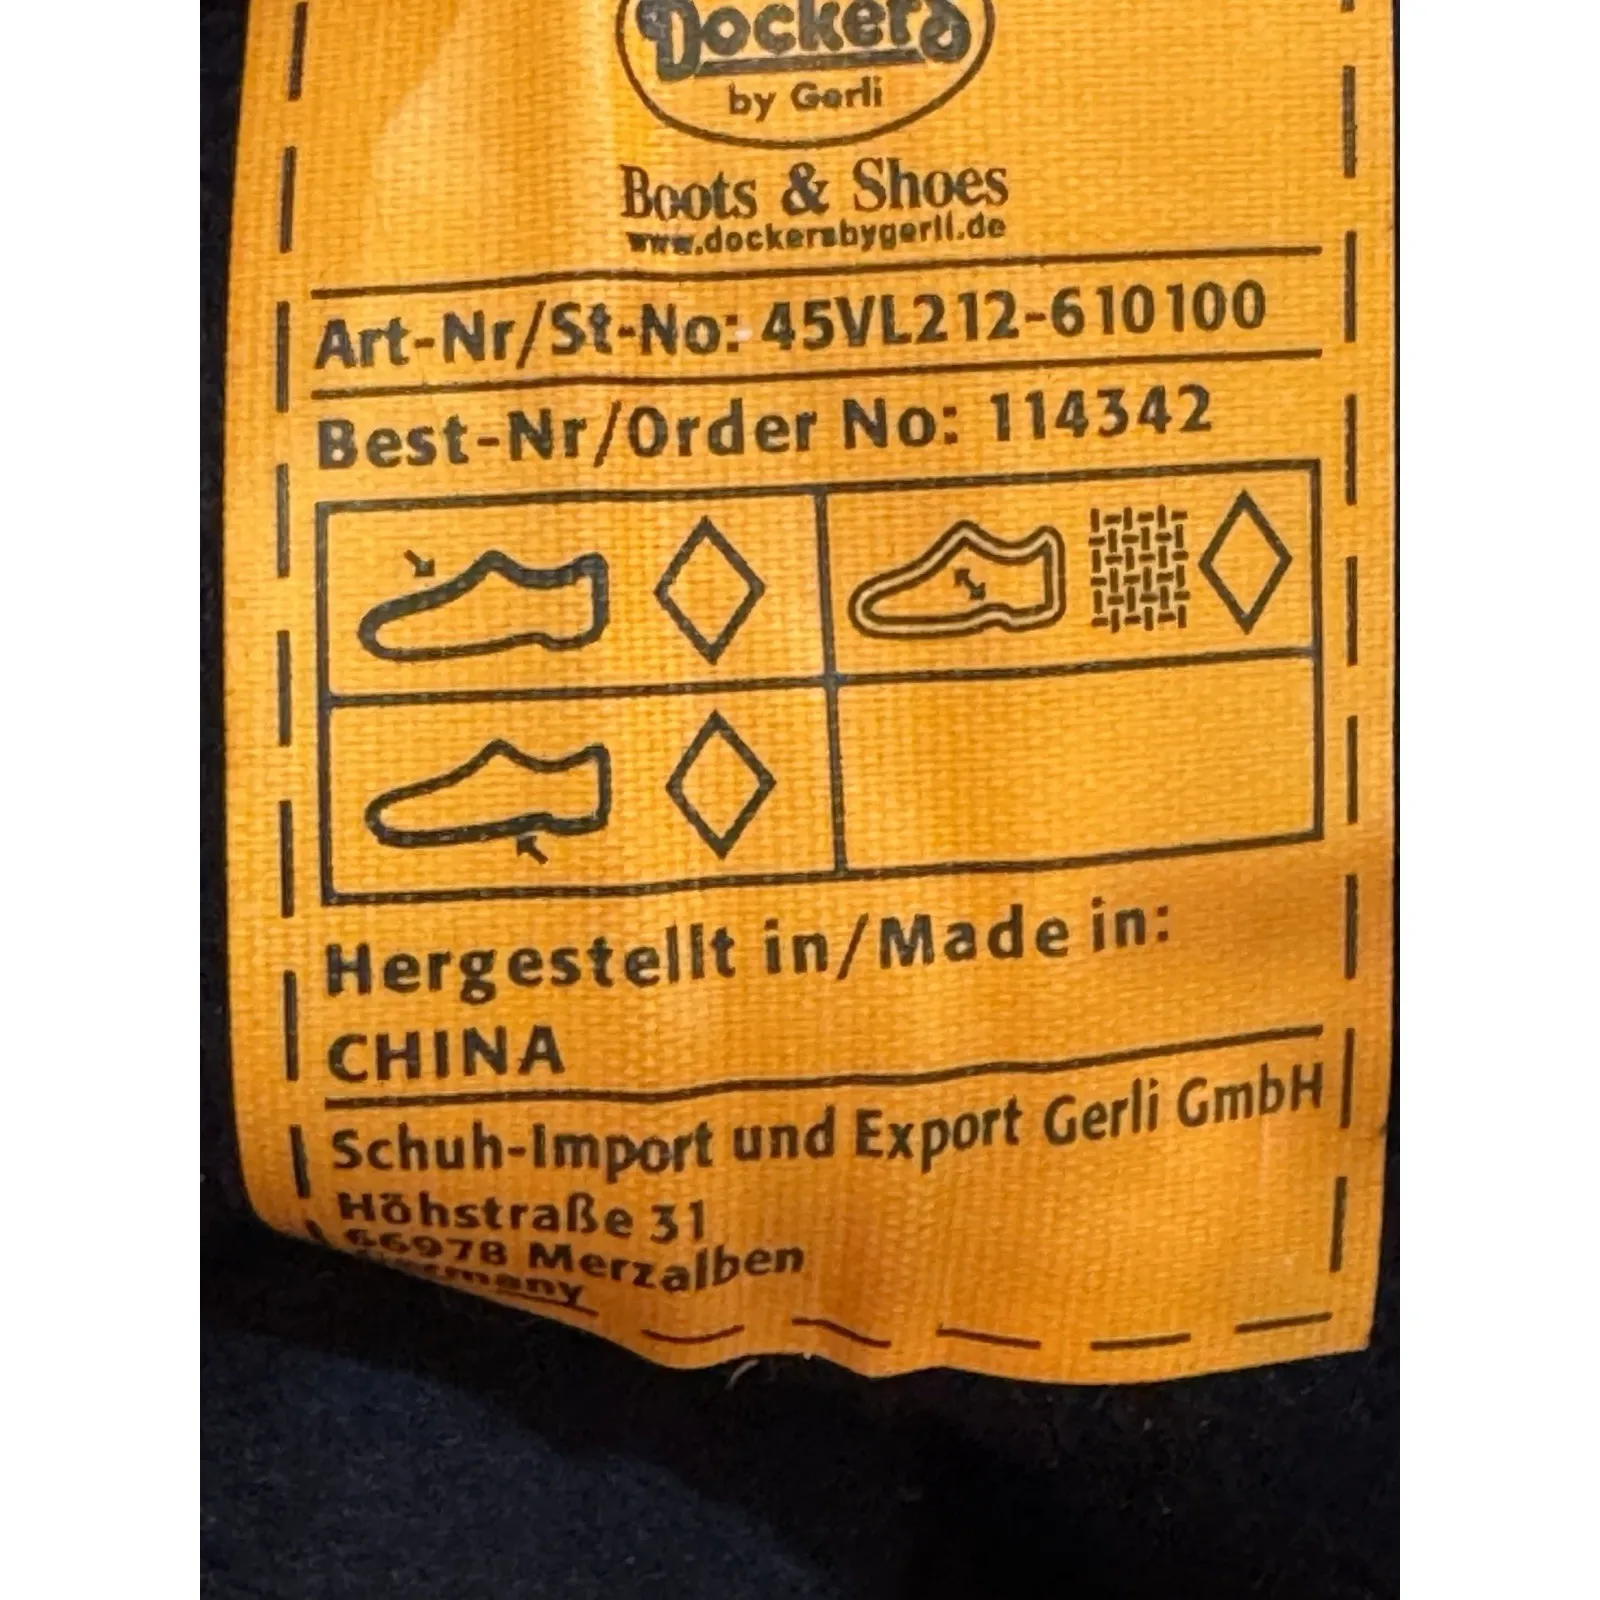 Dockers
by Gerli
Boots & Shoes
www.dockersbygerli.de
Art-Nr/St-No: 45VL212-610100
Best-Nr/Order No: 114342
Hergestellt in/Made in:
CHINA
Schuh-Import und Export Gerli GmbH
Höhstraße 31
66978 Merzalben
Germany